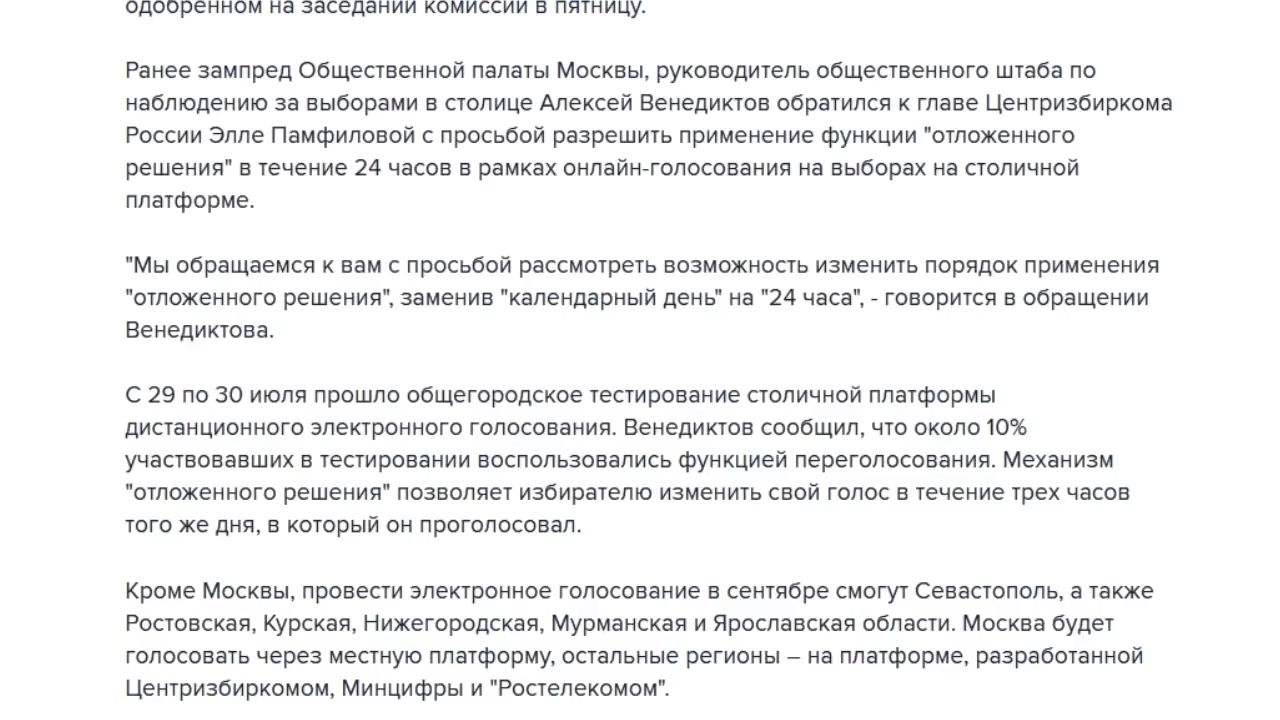 одобренном на заседании комиссии в пятницу.
Ранее зампред Общественной палаты Москвы, руководитель общественного штаба по
наблюдению за выборами в столице Алексей Венедиктов обратился к главе Центризбиркома
России Элле Памфиловой с просьбой разрешить применение функции "отложенного
решения" в течение 24 часов в рамках онлайн-голосования на выборах на столичной
платформе.
"Мы обращаемся к вам с просьбой рассмотреть возможность изменить порядок применения
"отложенного решения", заменив "календарный день" на "24 часа", - говорится в обращении
Венедиктова.
С 29 по 30 июля прошло общегородское тестирование столичной платформы
дистанционного электронного голосования. Венедиктов сообщил, что около 10%
участвовавших в тестировании воспользовались функцией переголосования. Механизм
"отложенного решения" позволяет избирателю изменить свой голос в течение трех часов
того же дня, в который он проголосовал.
Кроме Москвы, провести электронное голосование в сентябре смогут Севастополь, а также
Ростовская, Курская, Нижегородская, Мурманская и Ярославская области. Москва будет
голосовать через местную платформу, остальные регионы – на платформе, разработанной
Центризбиркомом, Минцифры и "Ростелекомом".